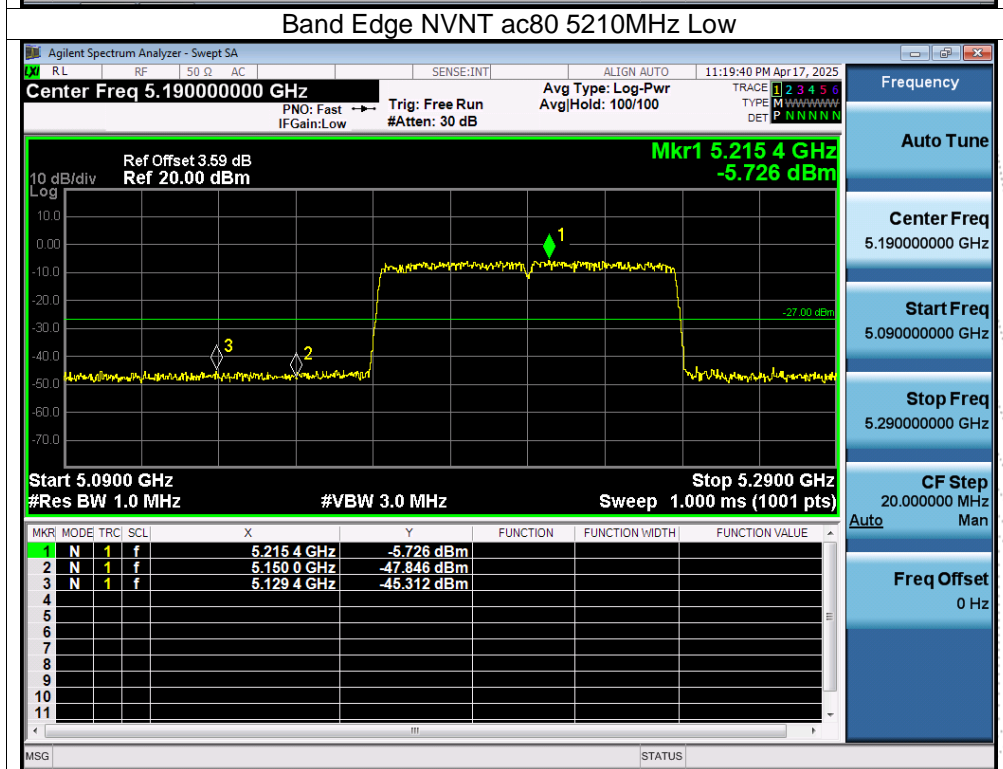 Band Edge NVNT ac80 5210MHz Low
Agilent Spectrum Analyzer - Swept SA
LXI RL RF 50 Ω AC SENSE:INT ALIGN AUTO 11:19:40 PM Apr 17, 2025
Center Freq 5.190000000 GHz
PNO: Fast
IFGain:Low
Trig: Free Run
#Atten: 30 dB
Avg Type: Log-Pwr
Avg|Hold: 100/100
TRACE 1 2 3 4 5 6
TYPE M WWWWW
DET P N N N N N
Mkr1 5.215 4 GHz
-5.726 dBm
Ref Offset 3.59 dB
Ref 20.00 dBm
10 dB/div
Log
10.0
0.00
-10.0
-20.0
-30.0
-40.0
-50.0
-60.0
-70.0
1
2
3
-27.00 dBm
Start 5.0900 GHz Stop 5.2900 GHz
#Res BW 1.0 MHz #VBW 3.0 MHz Sweep 1.000 ms (1001 pts)
MKR MODE TRC SCL X Y FUNCTION FUNCTION WIDTH FUNCTION VALUE
1 N 1 f 5.215 4 GHz -5.726 dBm
2 N 1 f 5.150 0 GHz -47.846 dBm
3 N 1 f 5.129 4 GHz -45.312 dBm
4
5
6
7
8
9
10
11
MSG STATUS
Frequency
Auto Tune
Center Freq
5.190000000 GHz
Start Freq
5.090000000 GHz
Stop Freq
5.290000000 GHz
CF Step
20.000000 MHz
Auto Man
Freq Offset
0 Hz